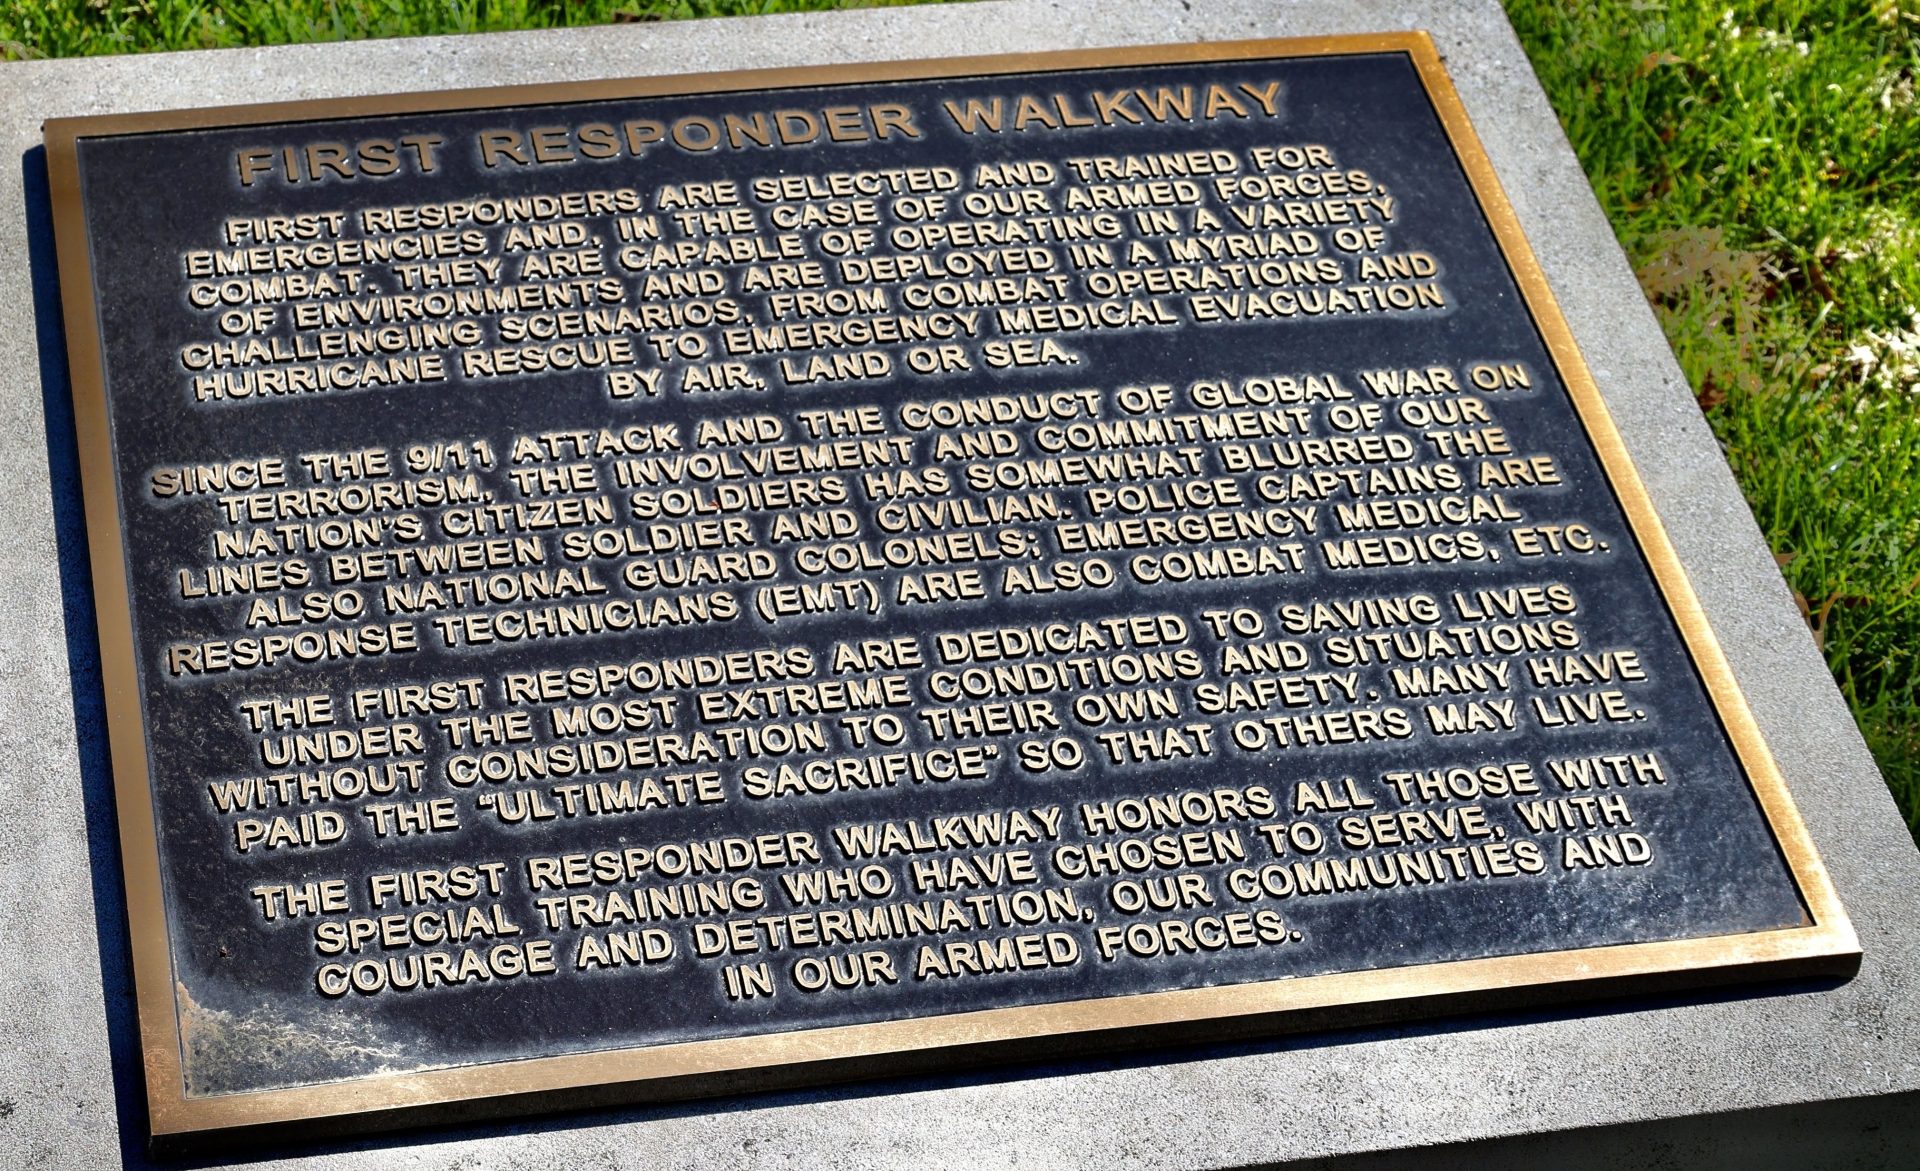 FIRST RESPONDER WALKWAY
FIRST RESPONDERS ARE SELECTED AND TRAINED FOR
EMERGENCIES AND, IN THE CASE OF OUR ARMED FORCES,
COMBAT. THEY ARE CAPABLE OF OPERATING IN A VARIETY
OF ENVIRONMENTS AND ARE DEPLOYED IN A MYRIAD OF
CHALLENGING SCENARIOS, FROM COMBAT OPERATIONS AND
HURRICANE RESCUE TO EMERGENCY MEDICAL EVACUATION
BY AIR, LAND OR SEA.
SINCE THE 9/11 ATTACK AND THE CONDUCT OF GLOBAL WAR ON
TERRORISM, THE INVOLVEMENT AND COMMITMENT OF OUR
NATION'S CITIZEN SOLDIERS HAS SOMEWHAT BLURRED THE
LINES BETWEEN SOLDIER AND CIVILIAN. POLICE CAPTAINS ARE
ALSO NATIONAL GUARD COLONELS; EMERGENCY MEDICAL
RESPONSE TECHNICIANS (EMT) ARE ALSO COMBAT MEDICS, ETC.
THE FIRST RESPONDERS ARE DEDICATED TO SAVING LIVES
UNDER THE MOST EXTREME CONDITIONS AND SITUATIONS
WITHOUT CONSIDERATION TO THEIR OWN SAFETY. MANY HAVE
PAID THE "ULTIMATE SACRIFICE" SO THAT OTHERS MAY LIVE.
THE FIRST RESPONDER WALKWAY HONORS ALL THOSE WITH
SPECIAL TRAINING WHO HAVE CHOSEN TO SERVE, WITH
COURAGE AND DETERMINATION, OUR COMMUNITIES AND
IN OUR ARMED FORCES.